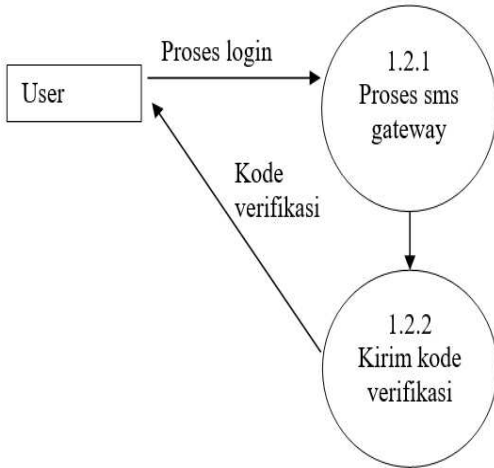 Proses login
User
1.2.1
Proses sms
gateway
Kode
verifikasi
1.2.2
Kirim kode
verifikasi